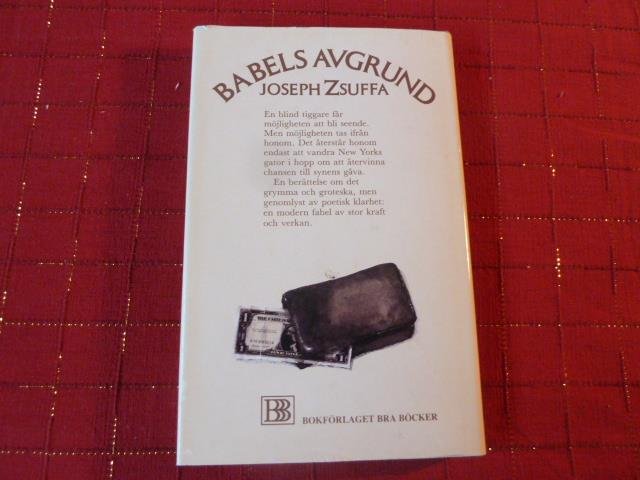 BABELS AVGRUND
JOSEPH ZSUFFA
En blind tiggare får
möjligheten att bli seende.
Men möjligheten tas ifrån
honom. Det återstår honom
endast att vandra New Yorks
gator i hopp om att återvinna
chansen till synens gåva.
En berättelse om det
grymma och groteska, men
genomlyst av poetisk klarhet:
en modern fabel av stor kraft
och verkan.
BBB
BOKFÖRLAGET BRA BÖCKER